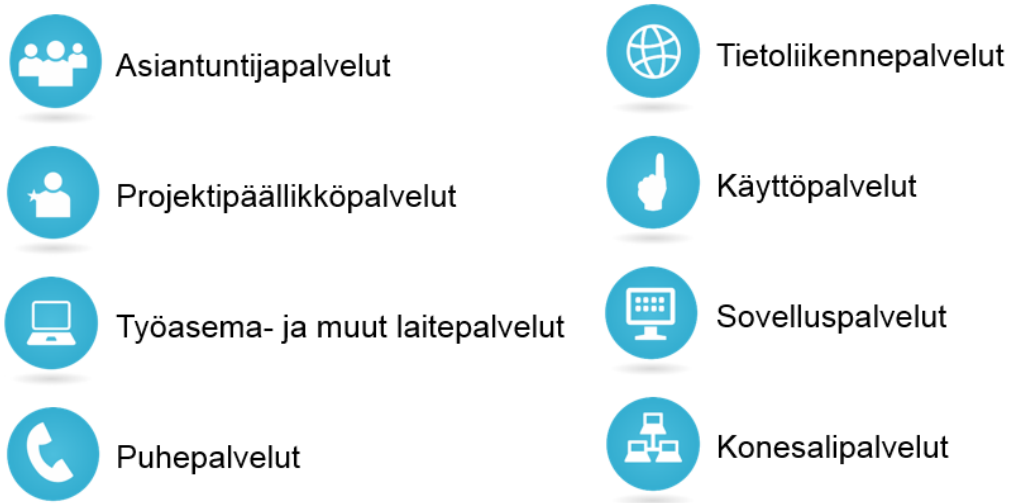 Asiantuntijapalvelut
Projektipäällikköpalvelut
Työasema- ja muut laitepalvelut
Puhepalvelut
Tietoliikennepalvelut
Käyttöpalvelut
Sovelluspalvelut
Konesalipalvelut